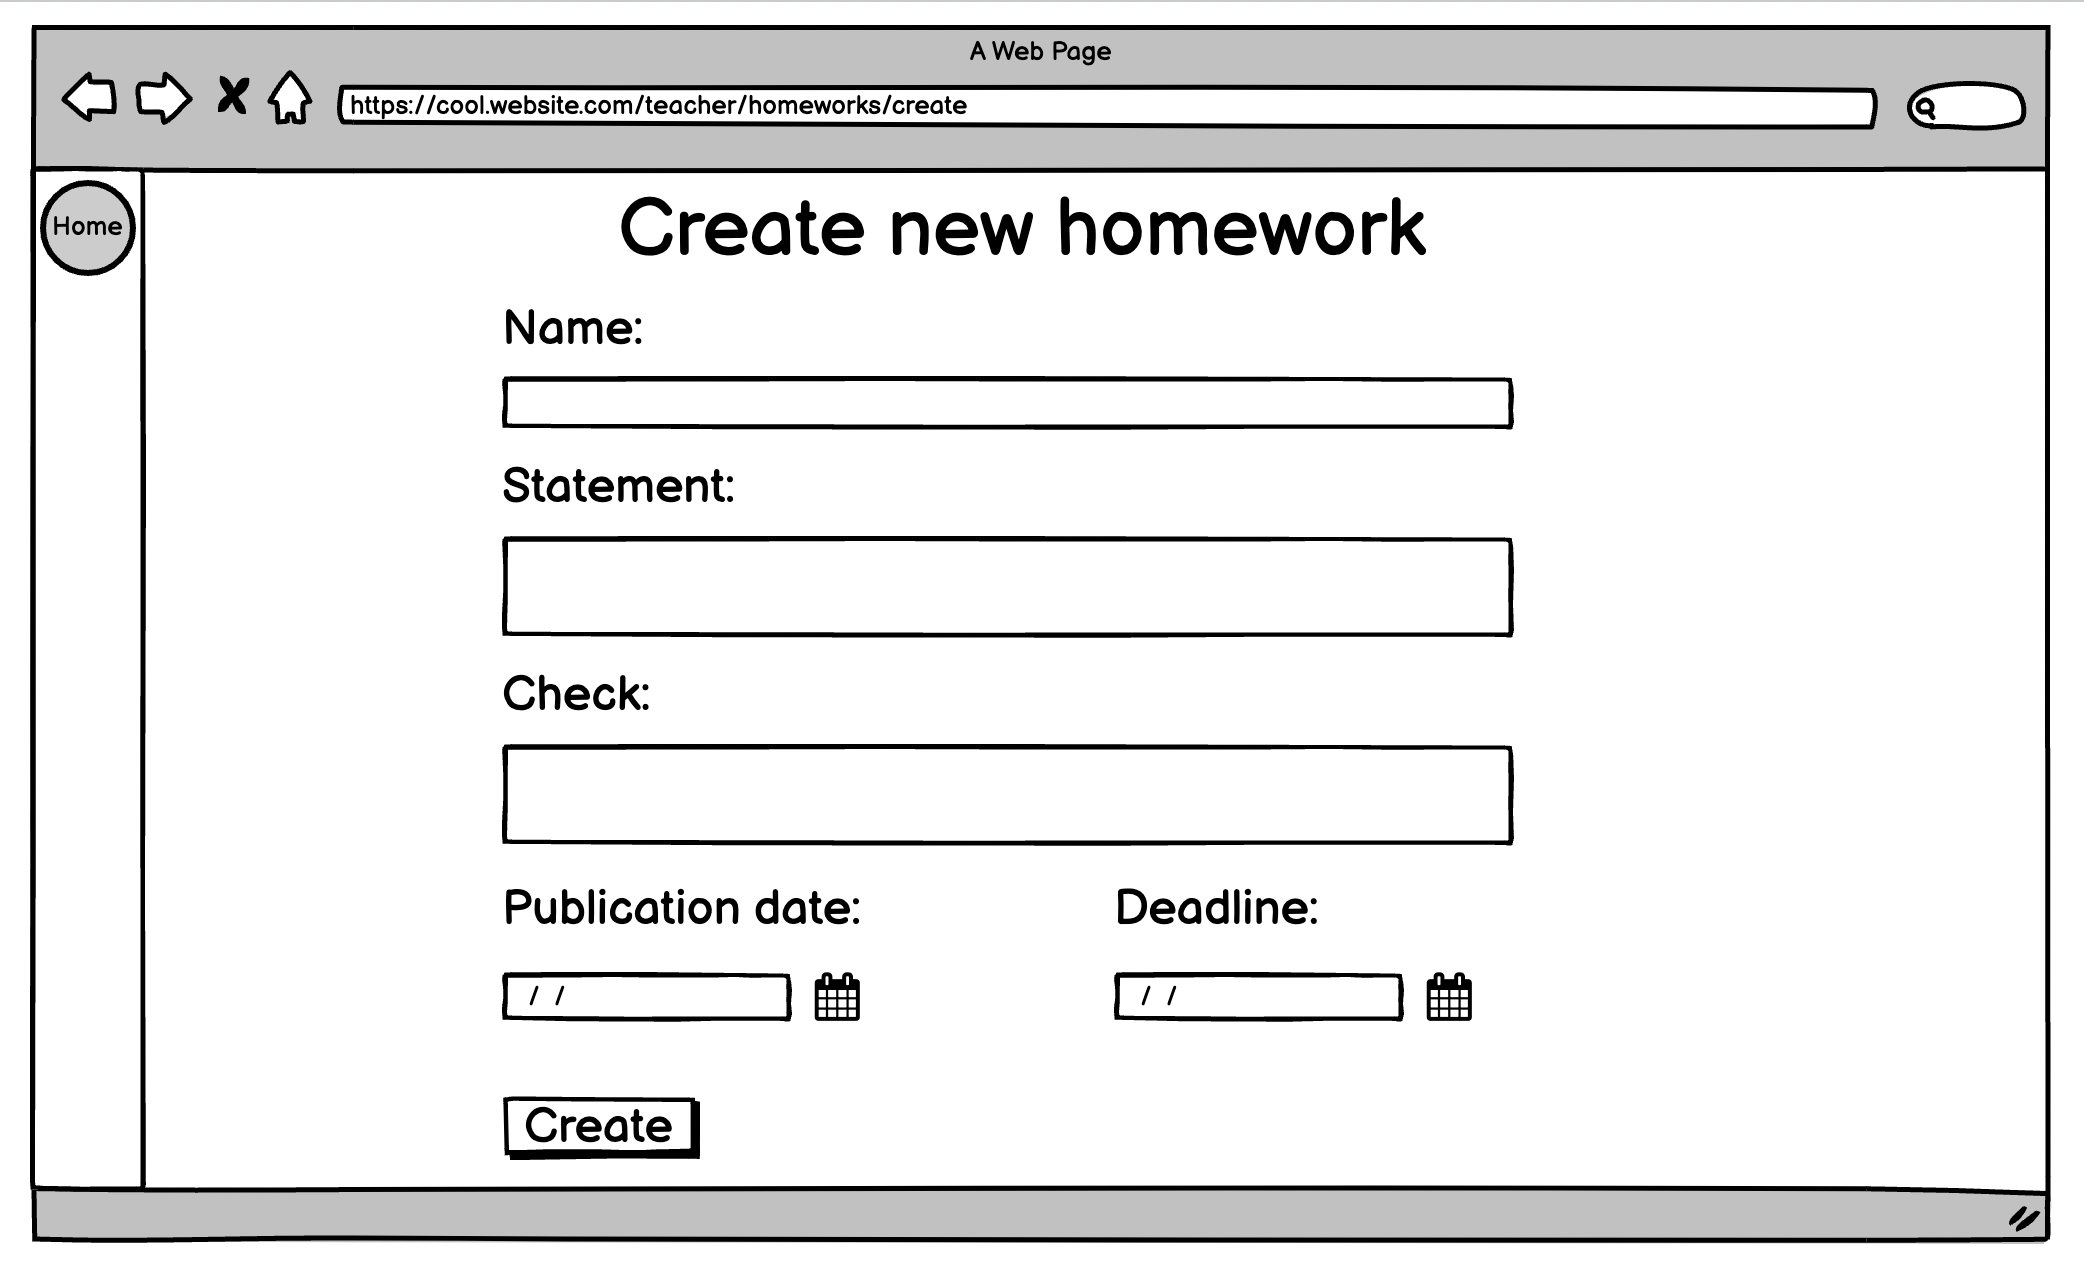 A Web Page
https://cool.website.com/teacher/homeworks/create
Home
Create new homework
Name:
Statement:
Check:
Publication date: Deadline:
/ / / /
Create